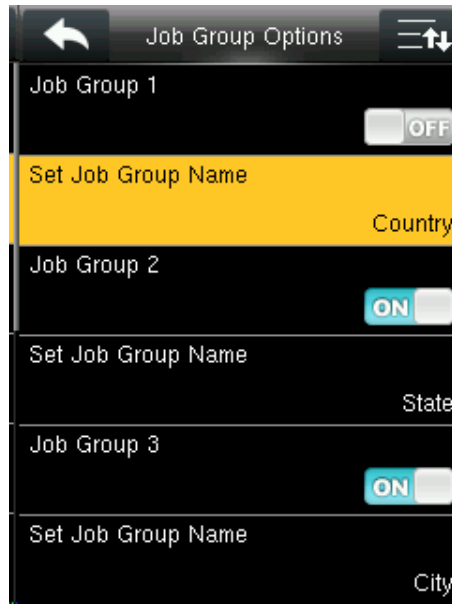 Job Group Options
Job Group 1
OFF
Set Job Group Name
Country
Job Group 2
ON
Set Job Group Name
State
Job Group 3
ON
Set Job Group Name
City